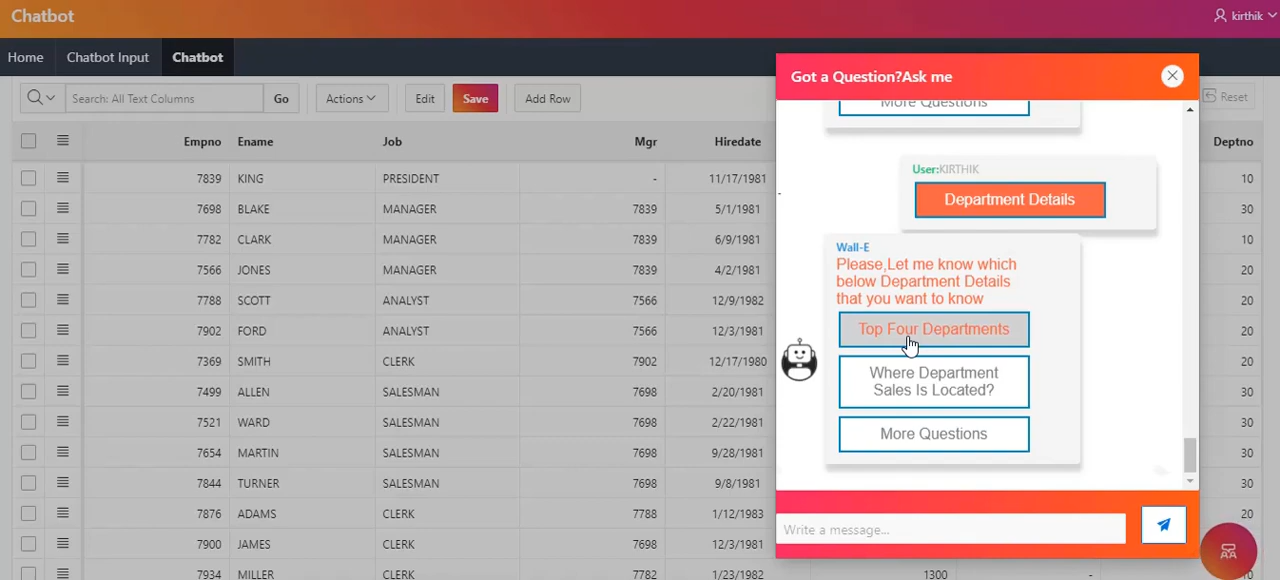 Chatbot
kirthik
Home Chatbot Input Chatbot
Search: All Text Columns Go Actions Edit Save Add Row Reset
Empno Ename Job Mgr Hiredate Deptno
7839 KING PRESIDENT - 11/17/1981 10
7698 BLAKE MANAGER 7839 5/1/1981 30
7782 CLARK MANAGER 7839 6/9/1981 10
7566 JONES MANAGER 7839 4/2/1981 20
7788 SCOTT ANALYST 7566 12/9/1982 20
7902 FORD ANALYST 7566 12/3/1981 20
7369 SMITH CLERK 7902 12/17/1980 20
7499 ALLEN SALESMAN 7698 2/20/1981 30
7521 WARD SALESMAN 7698 2/22/1981 30
7654 MARTIN SALESMAN 7698 9/28/1981 30
7844 TURNER SALESMAN 7698 9/8/1981 30
7876 ADAMS CLERK 7788 1/12/1983 20
7900 JAMES CLERK 7698 12/3/1981 30
7934 MILLER CLERK 7782 1/23/1982 1300 -
Got a Question?Ask me
More Questions
User:KIRTHIK
Department Details
Wall-E
Please,Let me know which
below Department Details
that you want to know
Top Four Departments
Where Department
Sales Is Located?
More Questions
Write a message...